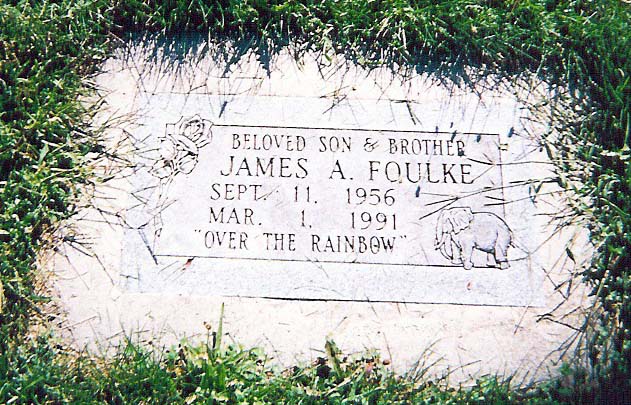 BELOVED SON & BROTHER
JAMES A. FOULKE
SEPT. 11. 1956
MAR. 1. 1991
"OVER THE RAINBOW"